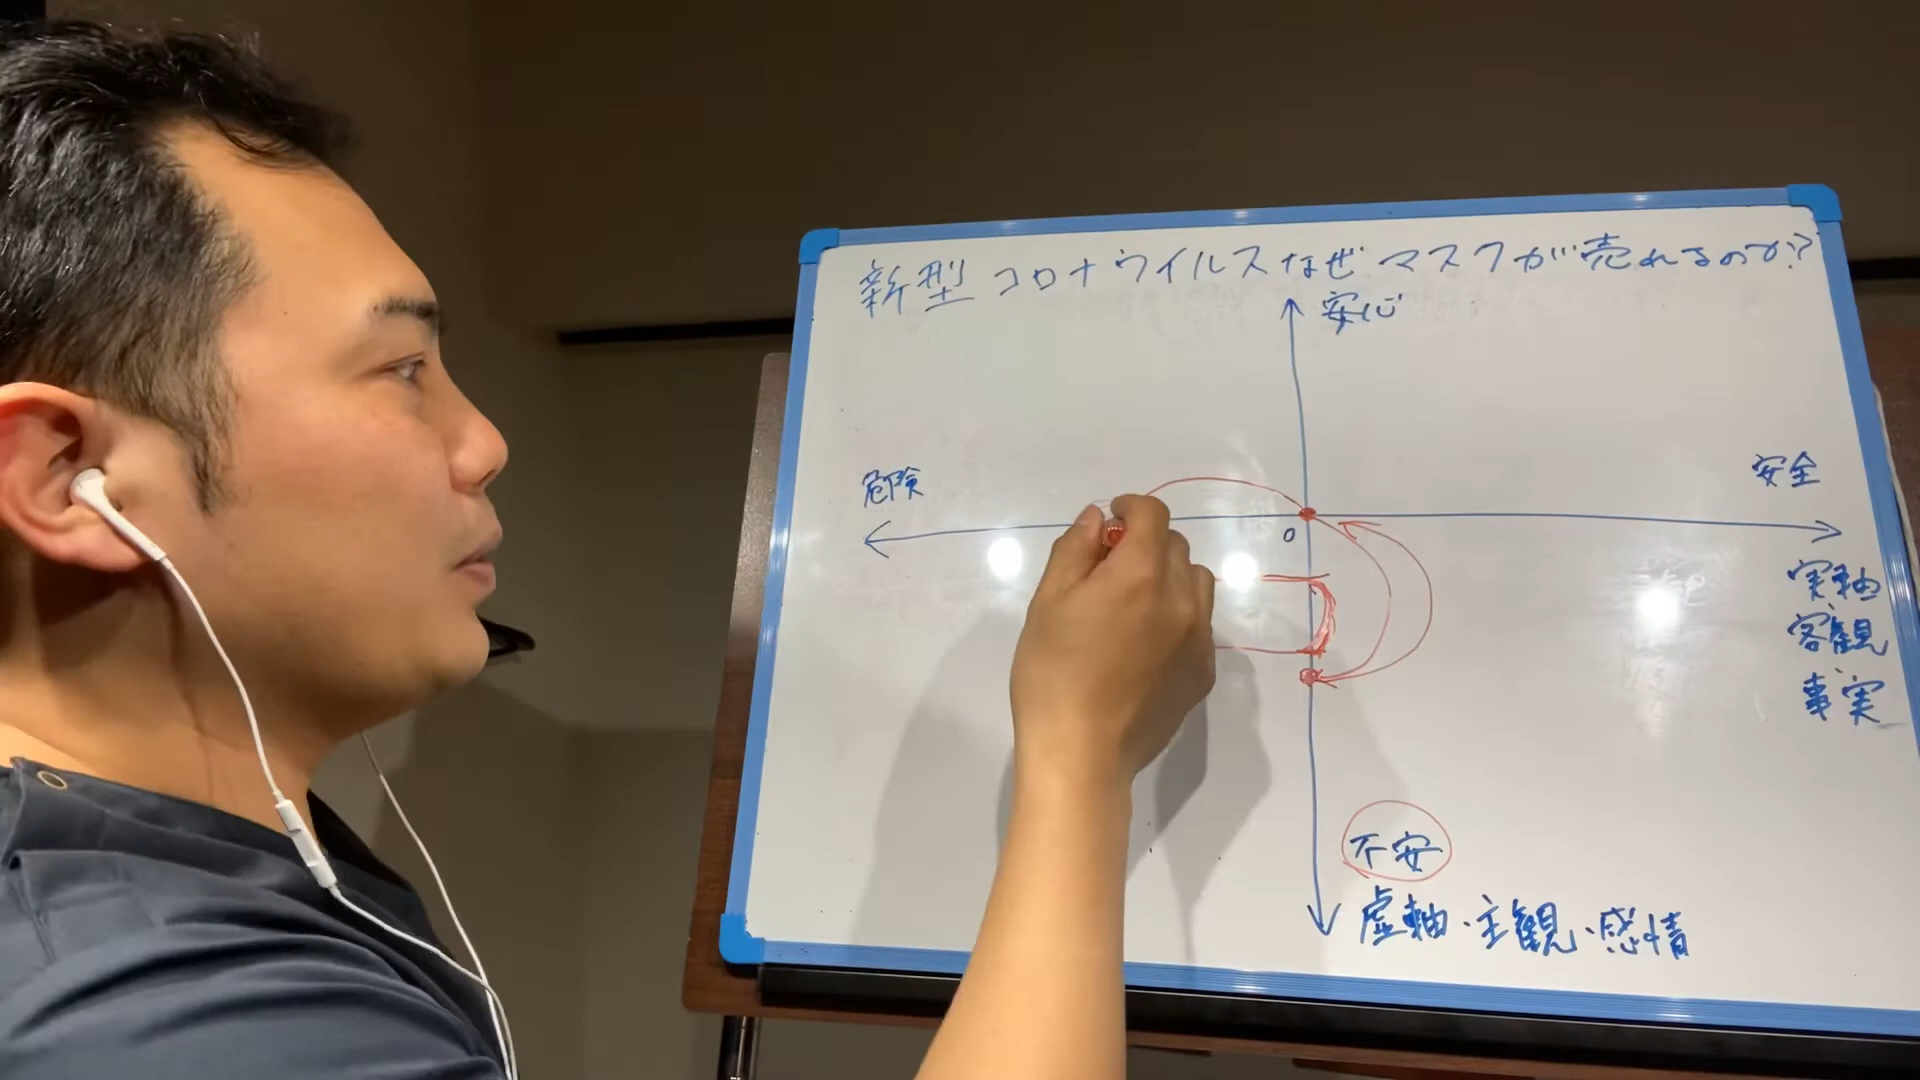 新型コロナウイルスなぜマスクが売れるのか?
安心
危険
安全
0
実軸
客観
事実
不安
虚軸・主観・感情